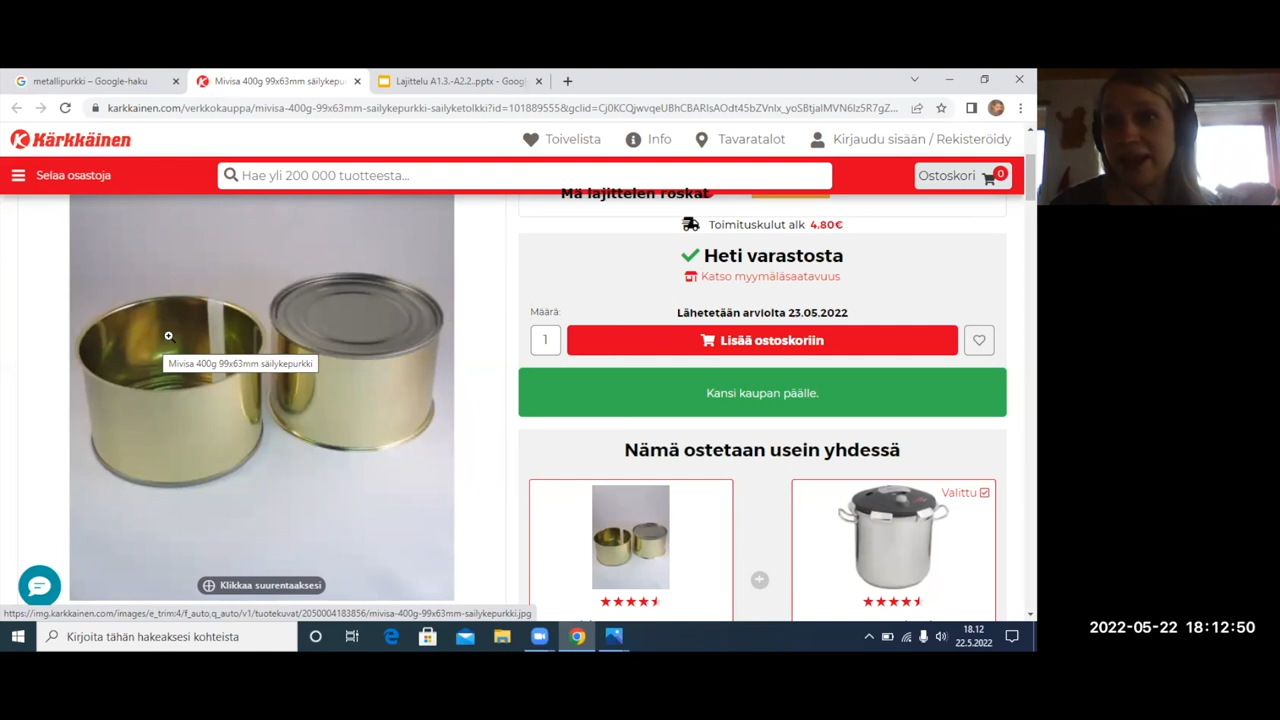 metallipurkki – Google-haku
Mivisa 400g 99x63mm säilykepur
Lajittelu A1.3.-A2.2..pptx - Goog
karkkainen.com/verkkokauppa/mivisa-400g-99x63mm-sailykepurkki-sailyketolkki?id=101889555&gclid=Cj0KCQjwvqeUBhCBARIsAOdt45bZVnIx_yoSBtjalMVN6Iz5R7gZ...
Kärkkäinen
Toivelista
Info
Tavaratalot
Kirjaudu sisään / Rekisteröidy
Selaa osastoja
Hae yli 200 000 tuotteesta...
Ostoskori
0
Mä lajittelen roskat
Toimituskulut alk 4,80€
Heti varastosta
Katso myymäläsaatavuus
Määrä:
Lähetetään arviolta 23.05.2022
1
Lisää ostoskoriin
Mivisa 400g 99x63mm säilykepurkki
Kansi kaupan päälle.
Nämä ostetaan usein yhdessä
Valittu
Klikkaa suurentaaksesi
https://img.karkkainen.com/images/e_trim:4/f_auto,q_auto/v1/tuotekuvat/2050004183856/mivisa-400g-99x63mm-sailykepurkki.jpg
Kirjoita tähän hakeaksesi kohteista
18.12
22.5.2022
2022-05-22 18:12:50